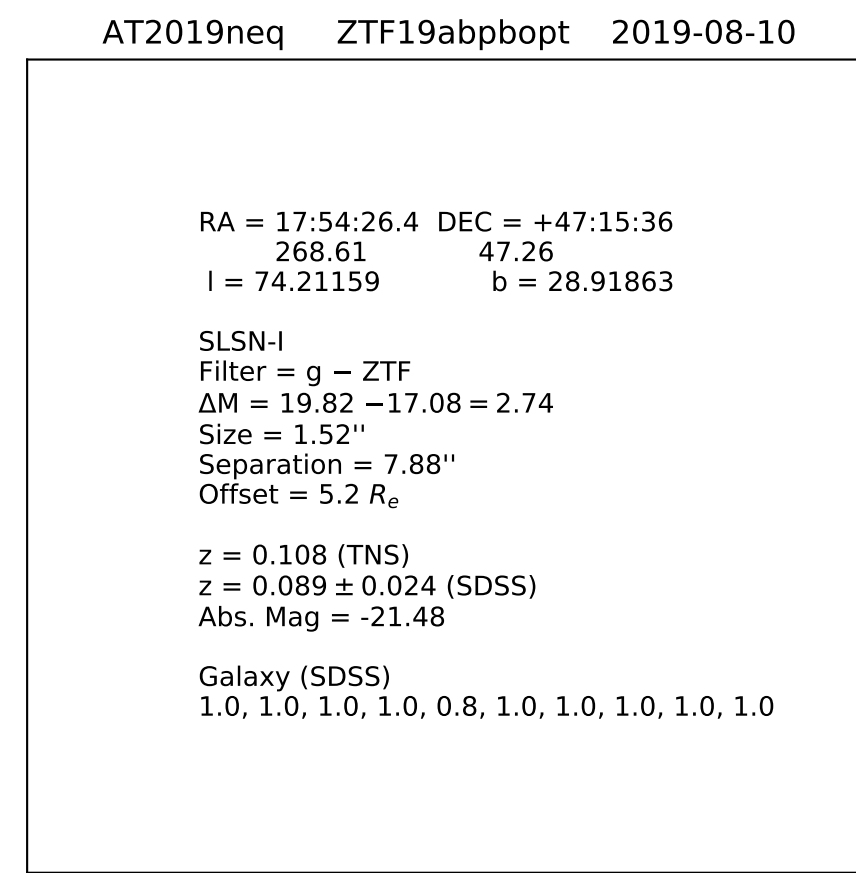 AT2019neq ZTF19abpbopt 2019-08-10
RA = 17:54:26.4 DEC = +47:15:36
268.61 47.26
l = 74.21159 b = 28.91863
SLSN-I
Filter = g − ZTF
ΔM = 19.82 −17.08 = 2.74
Size = 1.52''
Separation = 7.88''
Offset = 5.2 Re
z = 0.108 (TNS)
z = 0.089 ± 0.024 (SDSS)
Abs. Mag = -21.48
Galaxy (SDSS)
1.0, 1.0, 1.0, 1.0, 0.8, 1.0, 1.0, 1.0, 1.0, 1.0